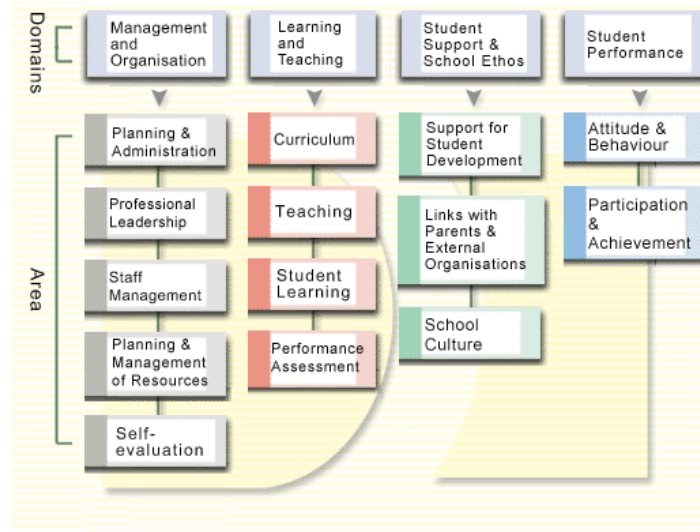 Domains
Management
and
Organisation
Learning
and
Teaching
Student
Support &
School Ethos
Student
Performance
Area
Planning &
Administration
Professional
Leadership
Staff
Management
Planning &
Management
of Resources
Self-
evaluation
Curriculum
Teaching
Student
Learning
Performance
Assessment
Support for
Student
Development
Links with
Parents &
External
Organisations
School
Culture
Attitude &
Behaviour
Participation
&
Achievement